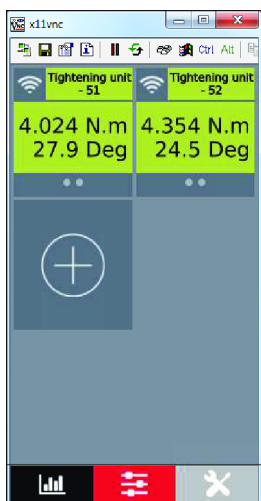 x11vnc
Ctrl Alt
Tightening unit
- 51
4.024 N.m
27.9 Deg
Tightening unit
- 52
4.354 N.m
24.5 Deg